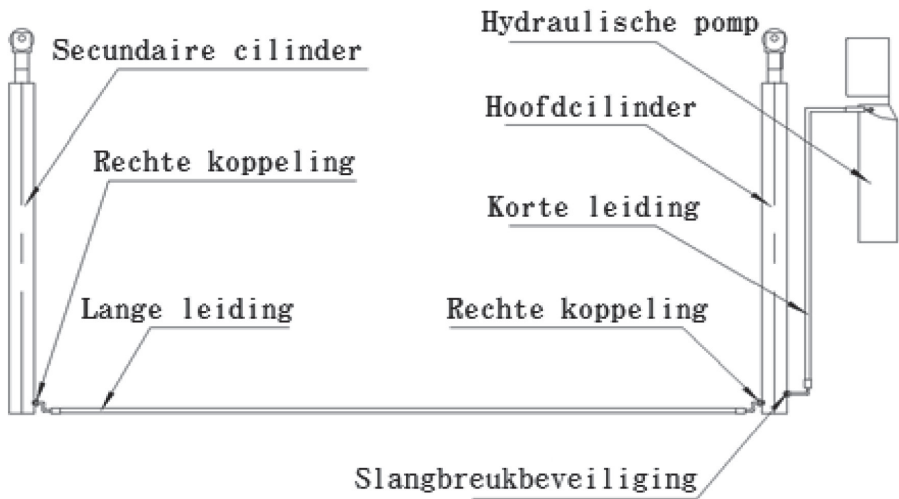 Hydraulische pomp
Secundaire cilinder
Hoofdcilinder
Rechte koppeling
Korte leiding
Lange leiding
Rechte koppeling
Slangbreukbeveiliging